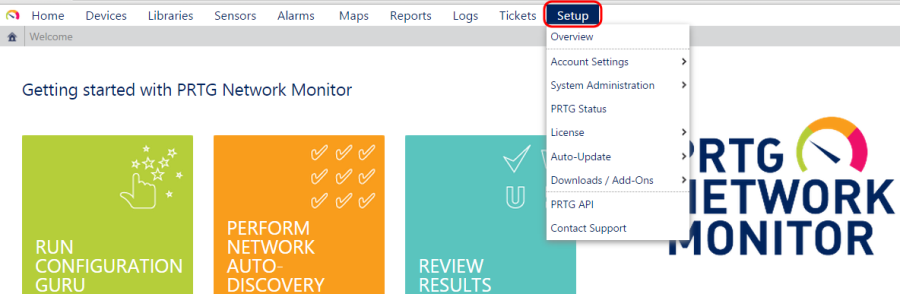 Home Devices Libraries Sensors Alarms Maps Reports Logs Tickets Setup
Welcome
Overview
Account Settings
System Administration
PRTG Status
License
Auto-Update
Downloads / Add-Ons
PRTG API
Contact Support
Getting started with PRTG Network Monitor
RUN
CONFIGURATION
GURU
PERFORM
NETWORK
AUTO-
DISCOVERY
REVIEW
RESULTS
PRTG
NETWORK
MONITOR